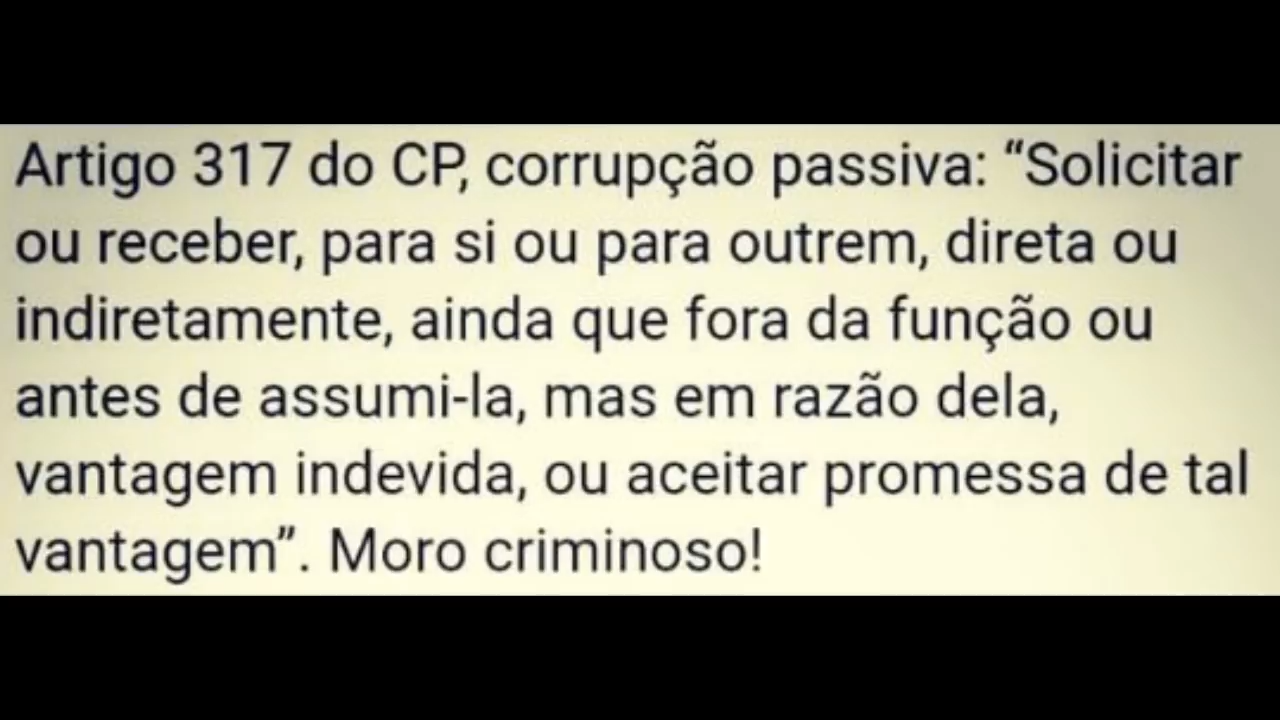 Artigo 317 do CP, corrupção passiva: “Solicitar
ou receber, para si ou para outrem, direta ou
indiretamente, ainda que fora da função ou
antes de assumi-la, mas em razão dela,
vantagem indevida, ou aceitar promessa de tal
vantagem”. Moro criminoso!